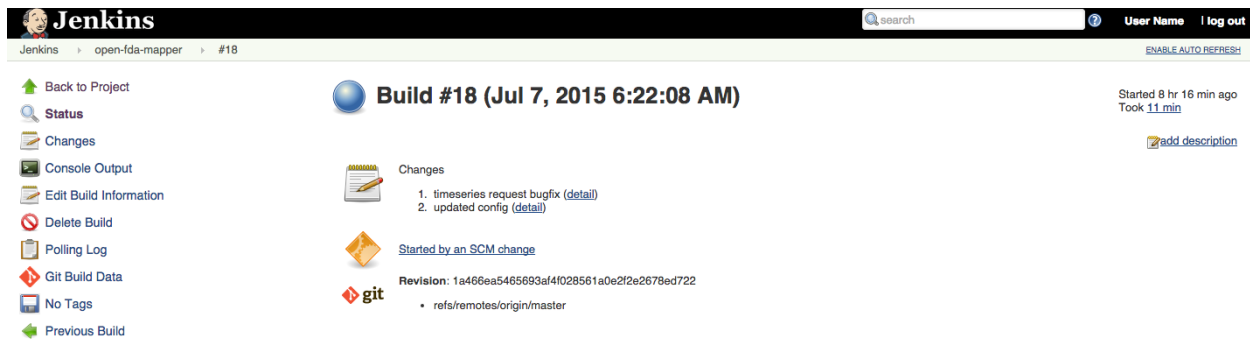 Jenkins
search
User Name | log out
Jenkins open-fda-mapper #18
ENABLE AUTO REFRESH
Back to Project
Status
Changes
Console Output
Edit Build Information
Delete Build
Polling Log
Git Build Data
No Tags
Previous Build
Build #18 (Jul 7, 2015 6:22:08 AM)
Started 8 hr 16 min ago
Took 11 min
add description
Changes
1. timeseries request bugfix (detail)
2. updated config (detail)
Started by an SCM change
git
Revision: 1a466ea5465693af4f028561a0e2f2e2678ed722
• refs/remotes/origin/master